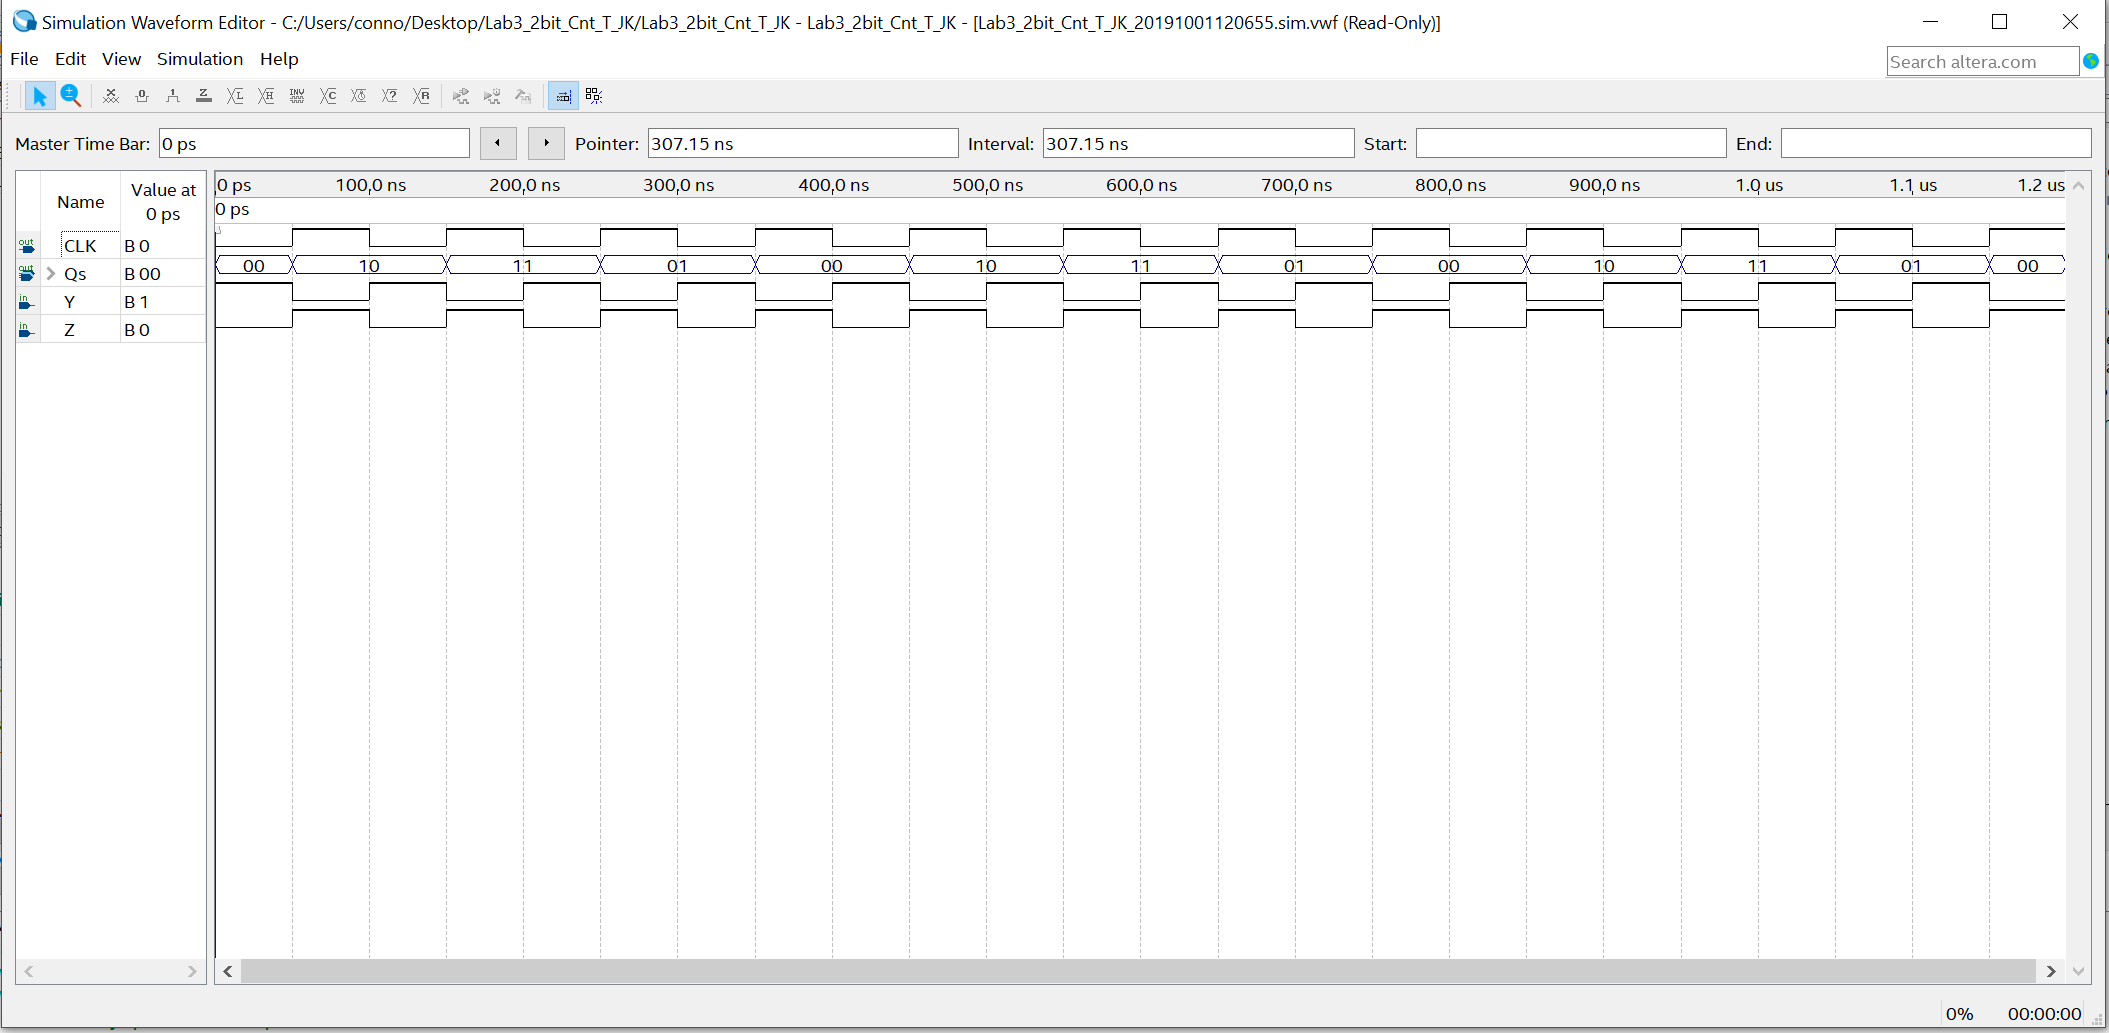 Simulation Waveform Editor - C:/Users/conno/Desktop/Lab3_2bit_Cnt_T_JK/Lab3_2bit_Cnt_T_JK - Lab3_2bit_Cnt_T_JK - [Lab3_2bit_Cnt_T_JK_20191001120655.sim.vwf (Read-Only)]
File Edit View Simulation Help
Search altera.com
Master Time Bar: 0 ps Pointer: 307.15 ns Interval: 307.15 ns Start: End:
Name Value at 0 ps
0 ps 100.0 ns 200.0 ns 300.0 ns 400.0 ns 500.0 ns 600.0 ns 700.0 ns 800.0 ns 900.0 ns 1.0 us 1.1 us 1.2 us
0 ps
out CLK B 0
out Qs B 00 00 10 11 01 00 10 11 01 00 10 11 01 00
in Y B 1
in Z B 0
0% 00:00:00